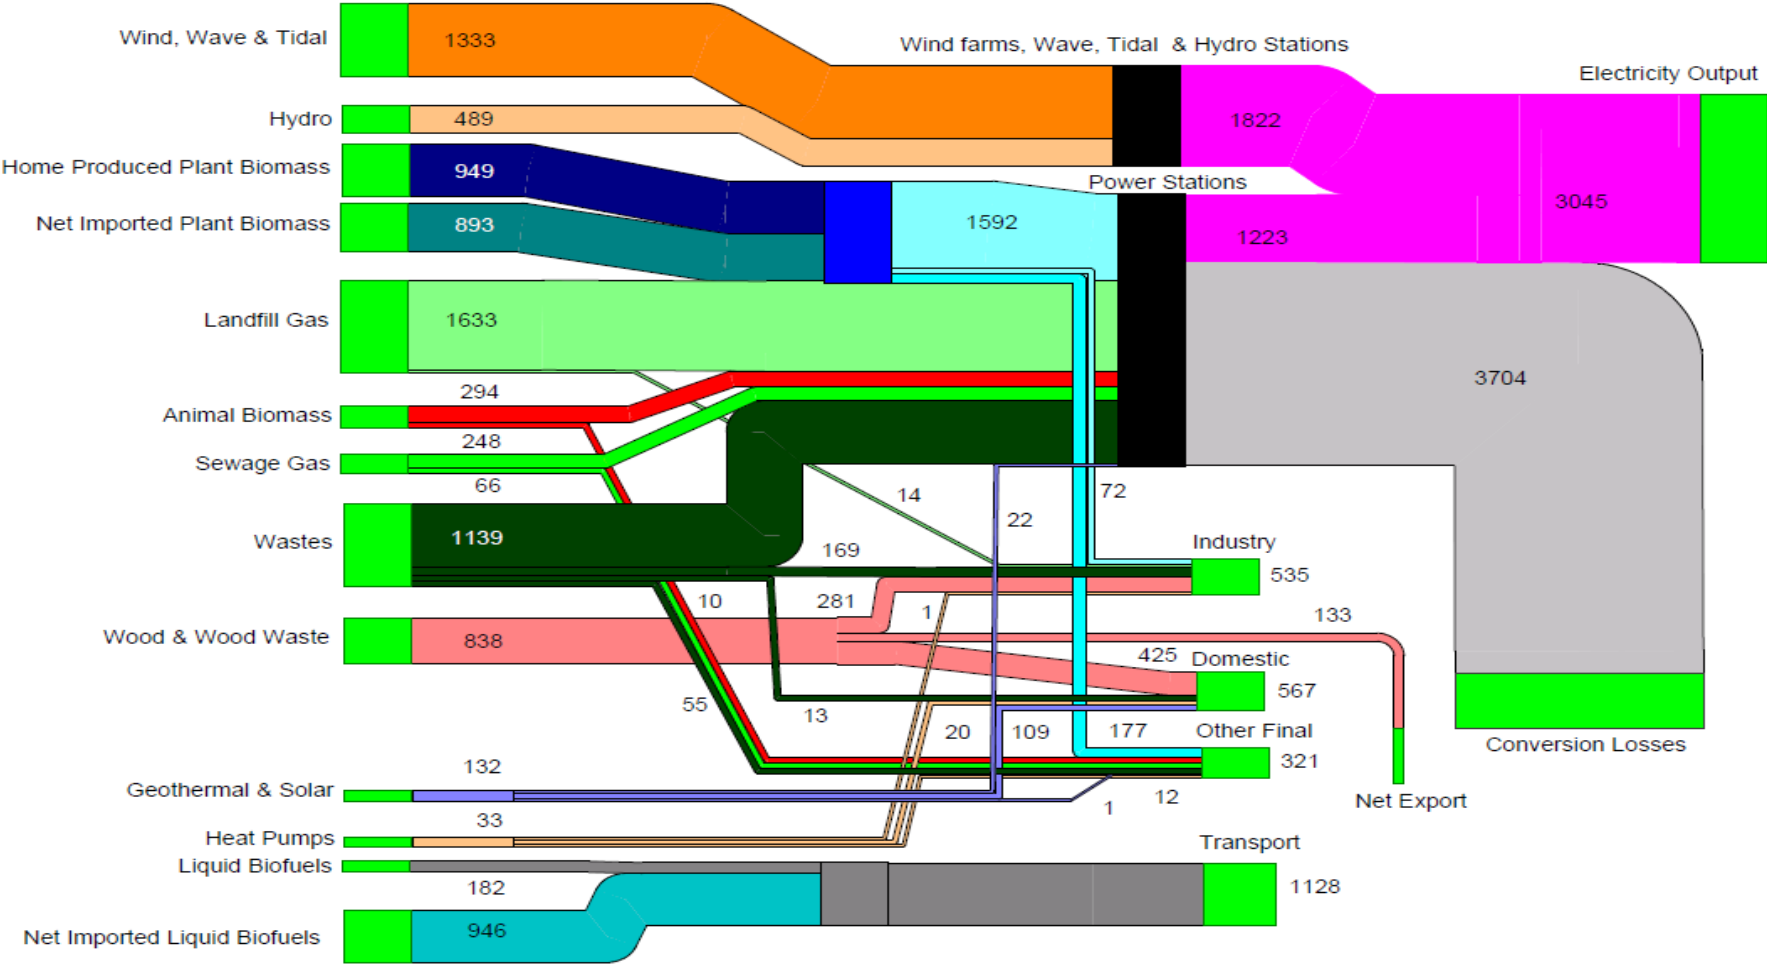 Wind, Wave & Tidal
1333
Wind farms, Wave, Tidal & Hydro Stations
Electricity Output
Hydro
489
1822
Home Produced Plant Biomass
949
Power Stations
3045
Net Imported Plant Biomass
893
1592
1223
Landfill Gas
1633
3704
294
Animal Biomass
248
Sewage Gas
66
14
72
22
Wastes
1139
169
Industry
535
10
281
1
133
Wood & Wood Waste
838
425
Domestic
567
55
13
20
109
177
Other Final
321
Conversion Losses
132
Geothermal & Solar
1
12
Net Export
33
Heat Pumps
Transport
Liquid Biofuels
182
1128
Net Imported Liquid Biofuels
946